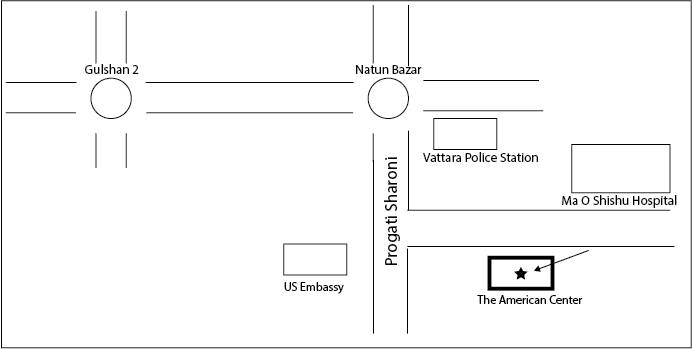 Gulshan 2
Natun Bazar
Vattara Police Station
Progati Sharoni
Ma O Shishu Hospital
US Embassy
The American Center